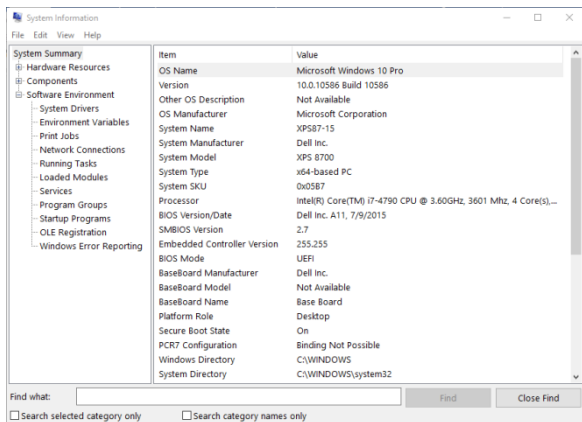 System Information
File Edit View Help
System Summary
Hardware Resources
Components
Software Environment
System Drivers
Environment Variables
Print Jobs
Network Connections
Running Tasks
Loaded Modules
Services
Program Groups
Startup Programs
OLE Registration
Windows Error Reporting
Item Value
OS Name Microsoft Windows 10 Pro
Version 10.0.10586 Build 10586
Other OS Description Not Available
OS Manufacturer Microsoft Corporation
System Name XPS87-15
System Manufacturer Dell Inc.
System Model XPS 8700
System Type x64-based PC
System SKU 0x05B7
Processor Intel(R) Core(TM) i7-4790 CPU @ 3.60GHz, 3601 Mhz, 4 Core(s),...
BIOS Version/Date Dell Inc. A11, 7/9/2015
SMBIOS Version 2.7
Embedded Controller Version 255.255
BIOS Mode UEFI
BaseBoard Manufacturer Dell Inc.
BaseBoard Model Not Available
BaseBoard Name Base Board
Platform Role Desktop
Secure Boot State On
PCR7 Configuration Binding Not Possible
Windows Directory C:\WINDOWS
System Directory C:\WINDOWS\system32
Find what: Find Close Find
Search selected category only Search category names only